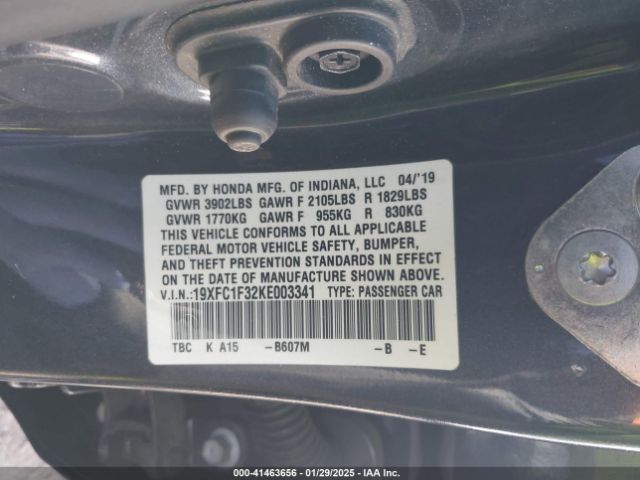 MFD. BY HONDA MFG. OF INDIANA, LLC 04/'19
GVWR 3902LBS GAWR F 2105LBS R 1829LBS
GVWR 1770KG GAWR F 955KG R 830KG
THIS VEHICLE CONFORMS TO ALL APPLICABLE
FEDERAL MOTOR VEHICLE SAFETY, BUMPER,
AND THEFT PREVENTION STANDARDS IN EFFECT
ON THE DATE OF MANUFACTURE SHOWN ABOVE.
V.I.N.:19XFC1F32KE003341 TYPE: PASSENGER CAR
TBC K A15 -B607M -B -E
000-41463656 - 01/29/2025 - IAA Inc.